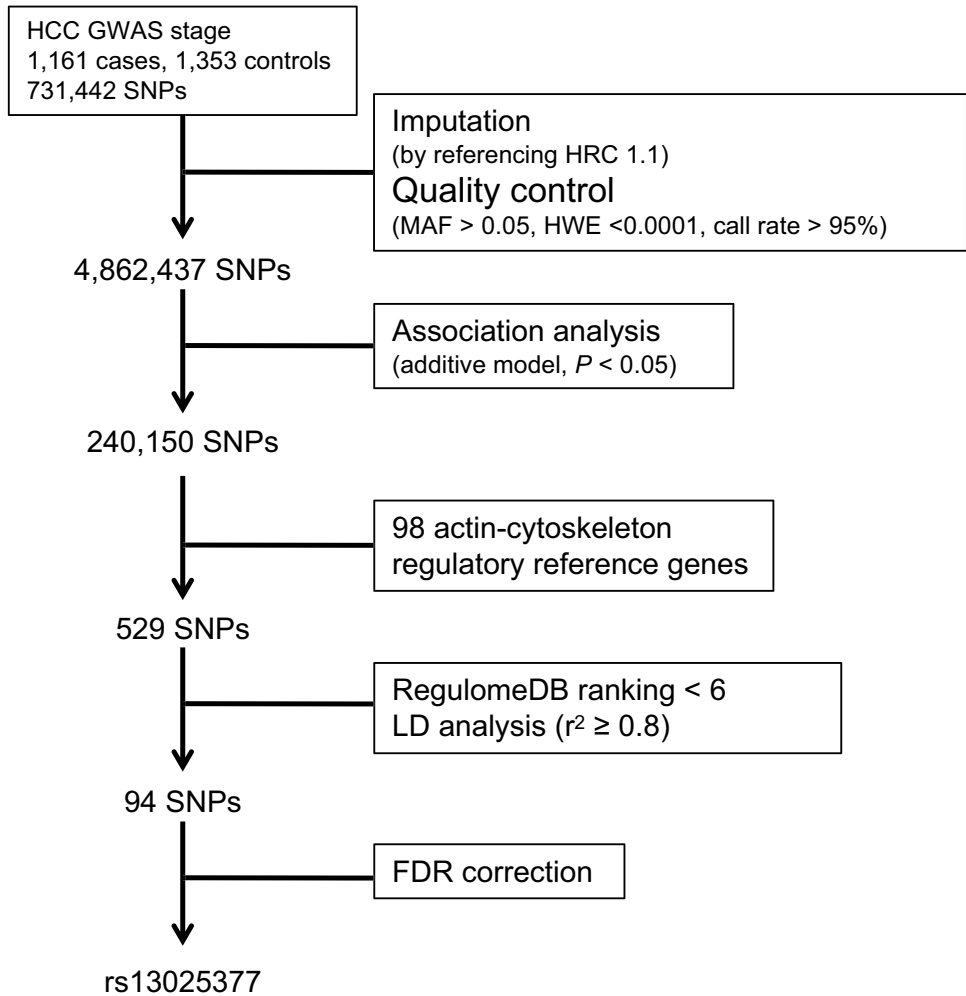 HCC GWAS stage
1,161 cases, 1,353 controls
731,442 SNPs
Imputation
(by referencing HRC 1.1)
Quality control
(MAF > 0.05, HWE <0.0001, call rate > 95%)
4,862,437 SNPs
Association analysis
(additive model, P < 0.05)
240,150 SNPs
98 actin-cytoskeleton
regulatory reference genes
529 SNPs
RegulomeDB ranking < 6
LD analysis (r² ≥ 0.8)
94 SNPs
FDR correction
rs13025377